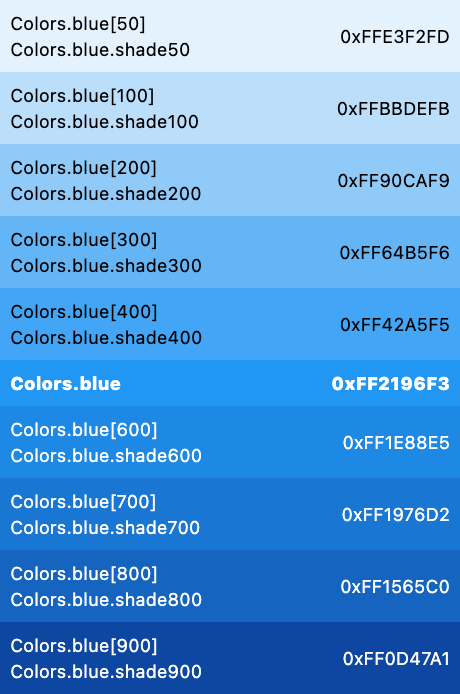 Colors.blue[50]
Colors.blue.shade50
0xFFE3F2FD
Colors.blue[100]
Colors.blue.shade100
0xFFBBDEFB
Colors.blue[200]
Colors.blue.shade200
0xFF90CAF9
Colors.blue[300]
Colors.blue.shade300
0xFF64B5F6
Colors.blue[400]
Colors.blue.shade400
0xFF42A5F5
Colors.blue
0xFF2196F3
Colors.blue[600]
Colors.blue.shade600
0xFF1E88E5
Colors.blue[700]
Colors.blue.shade700
0xFF1976D2
Colors.blue[800]
Colors.blue.shade800
0xFF1565C0
Colors.blue[900]
Colors.blue.shade900
0xFF0D47A1